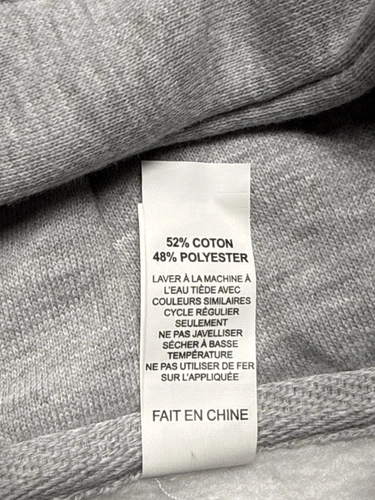 52% COTON
48% POLYESTER
LAVER À LA MACHINE À
L'EAU TIÈDE AVEC
COULEURS SIMILAIRES
CYCLE RÉGULIER
SEULEMENT
NE PAS JAVELLISER
SÉCHER À BASSE
TEMPÉRATURE
NE PAS UTILISER DE FER
SUR L'APPLIQUÉE
FAIT EN CHINE